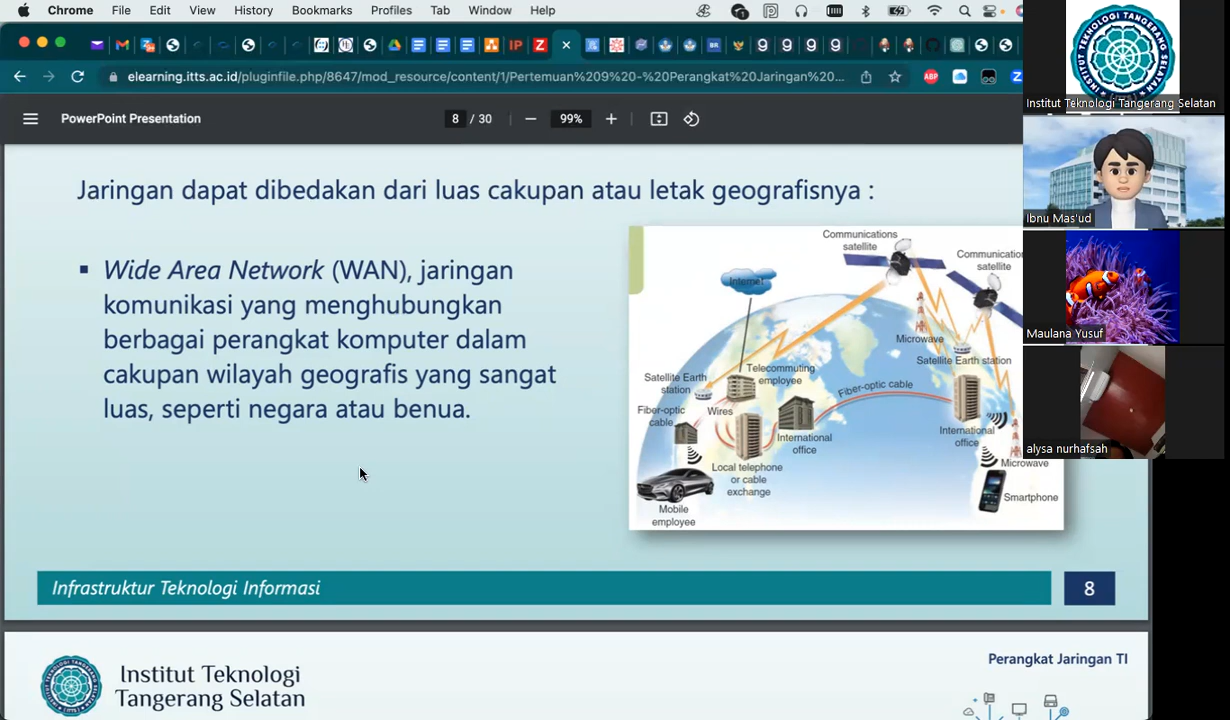 Chrome File Edit View History Bookmarks Profiles Tab Window Help
elearning.itts.ac.id/pluginfile.php/8647/mod_resource/content/1/Pertemuan%209%20-%20Perangkat%20Jaringan%20...
ABP
PowerPoint Presentation
8 / 30
99%
Jaringan dapat dibedakan dari luas cakupan atau letak geografisnya :
▪ Wide Area Network (WAN), jaringan
komunikasi yang menghubungkan
berbagai perangkat komputer dalam
cakupan wilayah geografis yang sangat
luas, seperti negara atau benua.
Communications
satellite
Communication
satellite
Internet
Microwave
Satellite Earth station
Telecommuting
employee
Satellite Earth
station
Fiber-optic
cable
Wires
Fiber-optic cable
International
office
International
office
Local telephone
or cable
exchange
Microwave
Smartphone
Mobile
employee
Infrastruktur Teknologi Informasi
8
Institut Teknologi
Tangerang Selatan
Perangkat Jaringan TI
INSTITUT TEKNOLOGI TANGERANG SELATAN
Institut Teknologi Tangerang Selatan
Ibnu Mas'ud
Maulana Yusuf
alysa nurhafsah